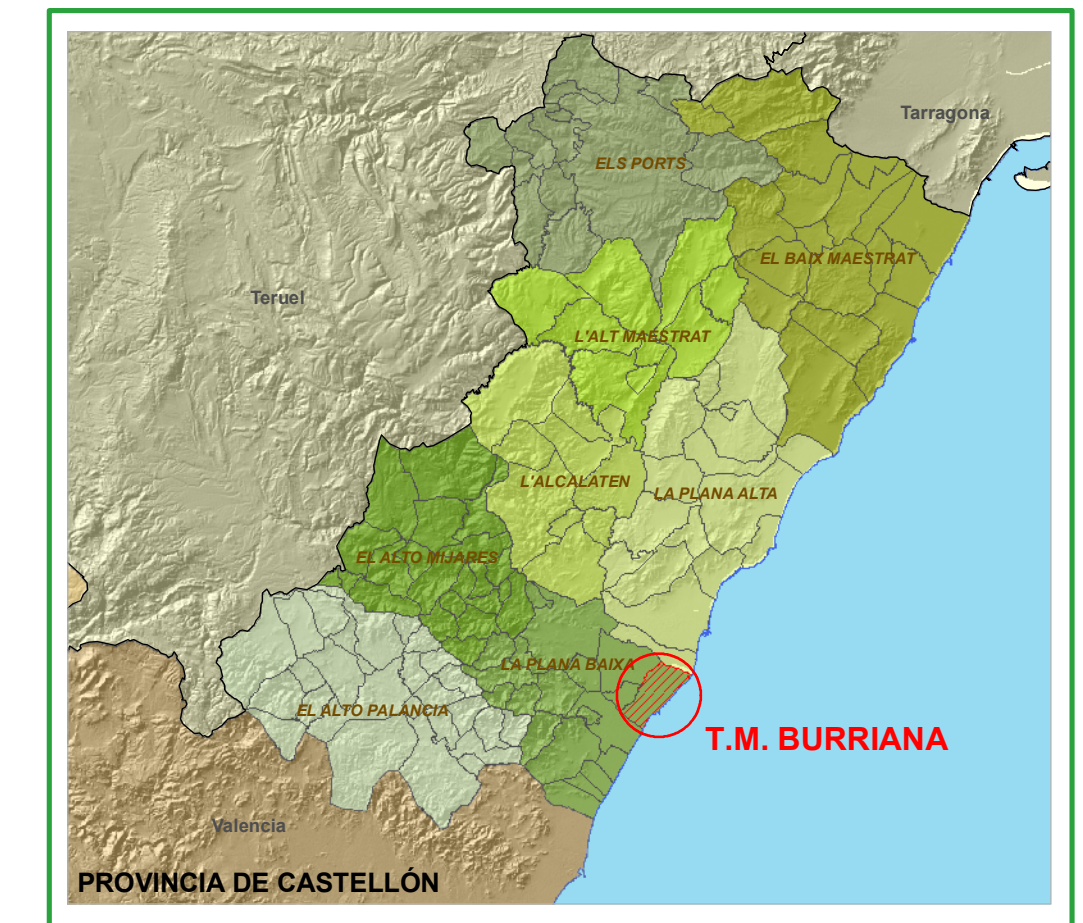 Tarragona
ELS PORTS
EL BAIX MAESTRAT
Teruel
L'ALT MAESTRAT
L'ALCALATEN
LA PLANA ALTA
EL ALTO MIJARES
LA PLANA BAIXA
EL ALTO PALANCIA
T.M. BURRIANA
Valencia
PROVINCIA DE CASTELLÓN